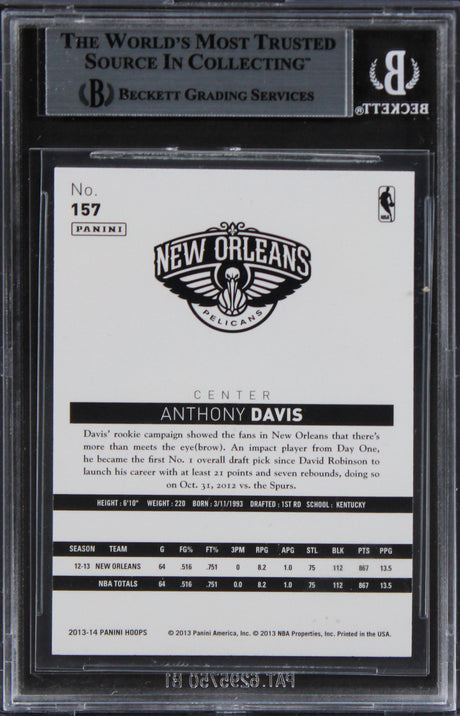 THE WORLD'S MOST TRUSTED
SOURCE IN COLLECTING™
B BECKETT GRADING SERVICES
B
BECKETT®
No.
157
PANINI
NBA
NEW ORLEANS
PELICANS
CENTER
ANTHONY DAVIS
Davis' rookie campaign showed the fans in New Orleans that there's
more than meets the eye(brow). An impact player from Day One,
he became the first No. 1 overall draft pick since David Robinson to
launch his career with at least 21 points and seven rebounds, doing so
on Oct. 31, 2012 vs. the Spurs.
HEIGHT: 6'10" WEIGHT: 220 BORN: 3/11/1993 DRAFTED: 1ST RD SCHOOL: KENTUCKY
SEASON TEAM G FG% FT% 3PM RPG APG STL BLK PTS PPG
12-13 NEW ORLEANS 64 .516 .751 0 8.2 1.0 75 112 867 13.5
NBA TOTALS 64 .516 .751 0.0 8.2 1.0 75 112 867 13.5
2013-14 PANINI HOOPS © 2013 Panini America, Inc. © 2013 NBA Properties, Inc. Printed in the USA.